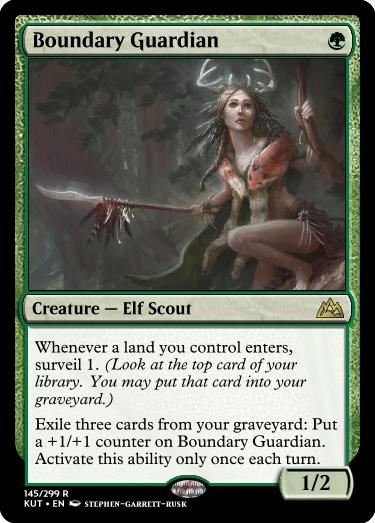 Boundary Guardian
Creature — Elf Scout
Whenever a land you control enters,
surveil 1. (Look at the top card of your
library. You may put that card into your
graveyard.)
Exile three cards from your graveyard: Put
a +1/+1 counter on Boundary Guardian.
Activate this ability only once each turn.
1/2
145/299 R
KUT • EN STEPHEN-GARRETT-RUSK